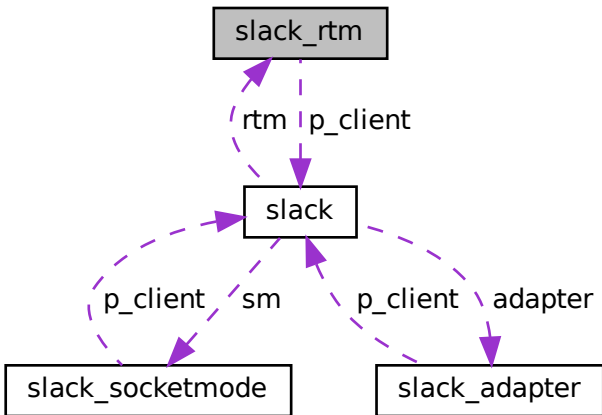 slack_rtm
rtm
p_client
slack
p_client
sm
p_client
adapter
slack_socketmode
slack_adapter